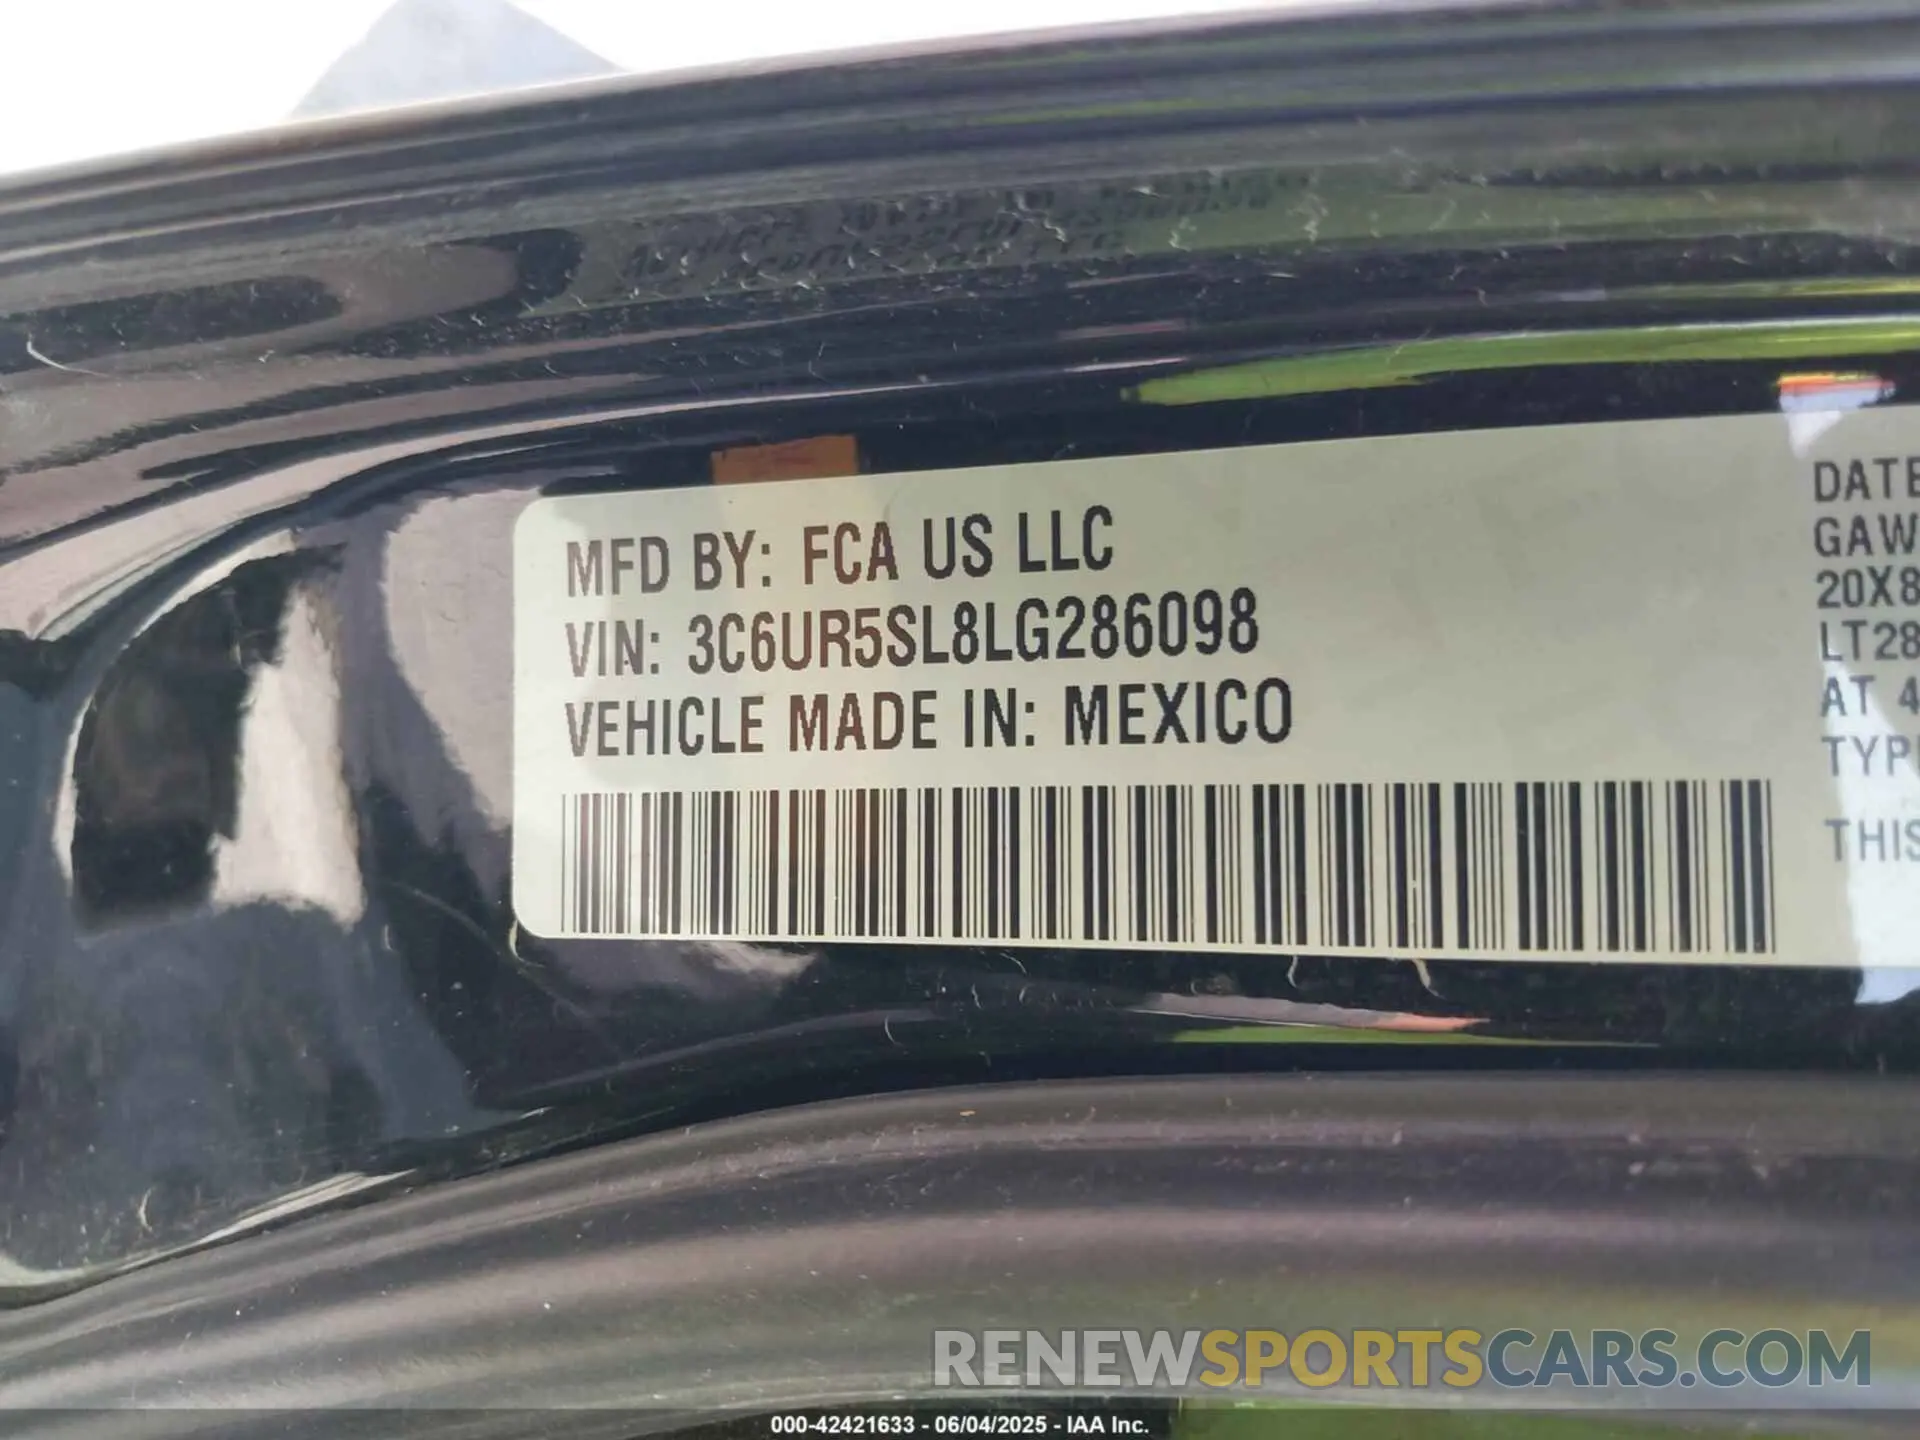 MFD BY: FCA US LLC
VIN: 3C6UR5SL8LG286098
VEHICLE MADE IN: MEXICO
DATE
GAW
20X8
LT28
AT 4
TYP
THIS
RENEWSPORTSCARS.COM
000-42421633 - 06/04/2025 - IAA Inc.